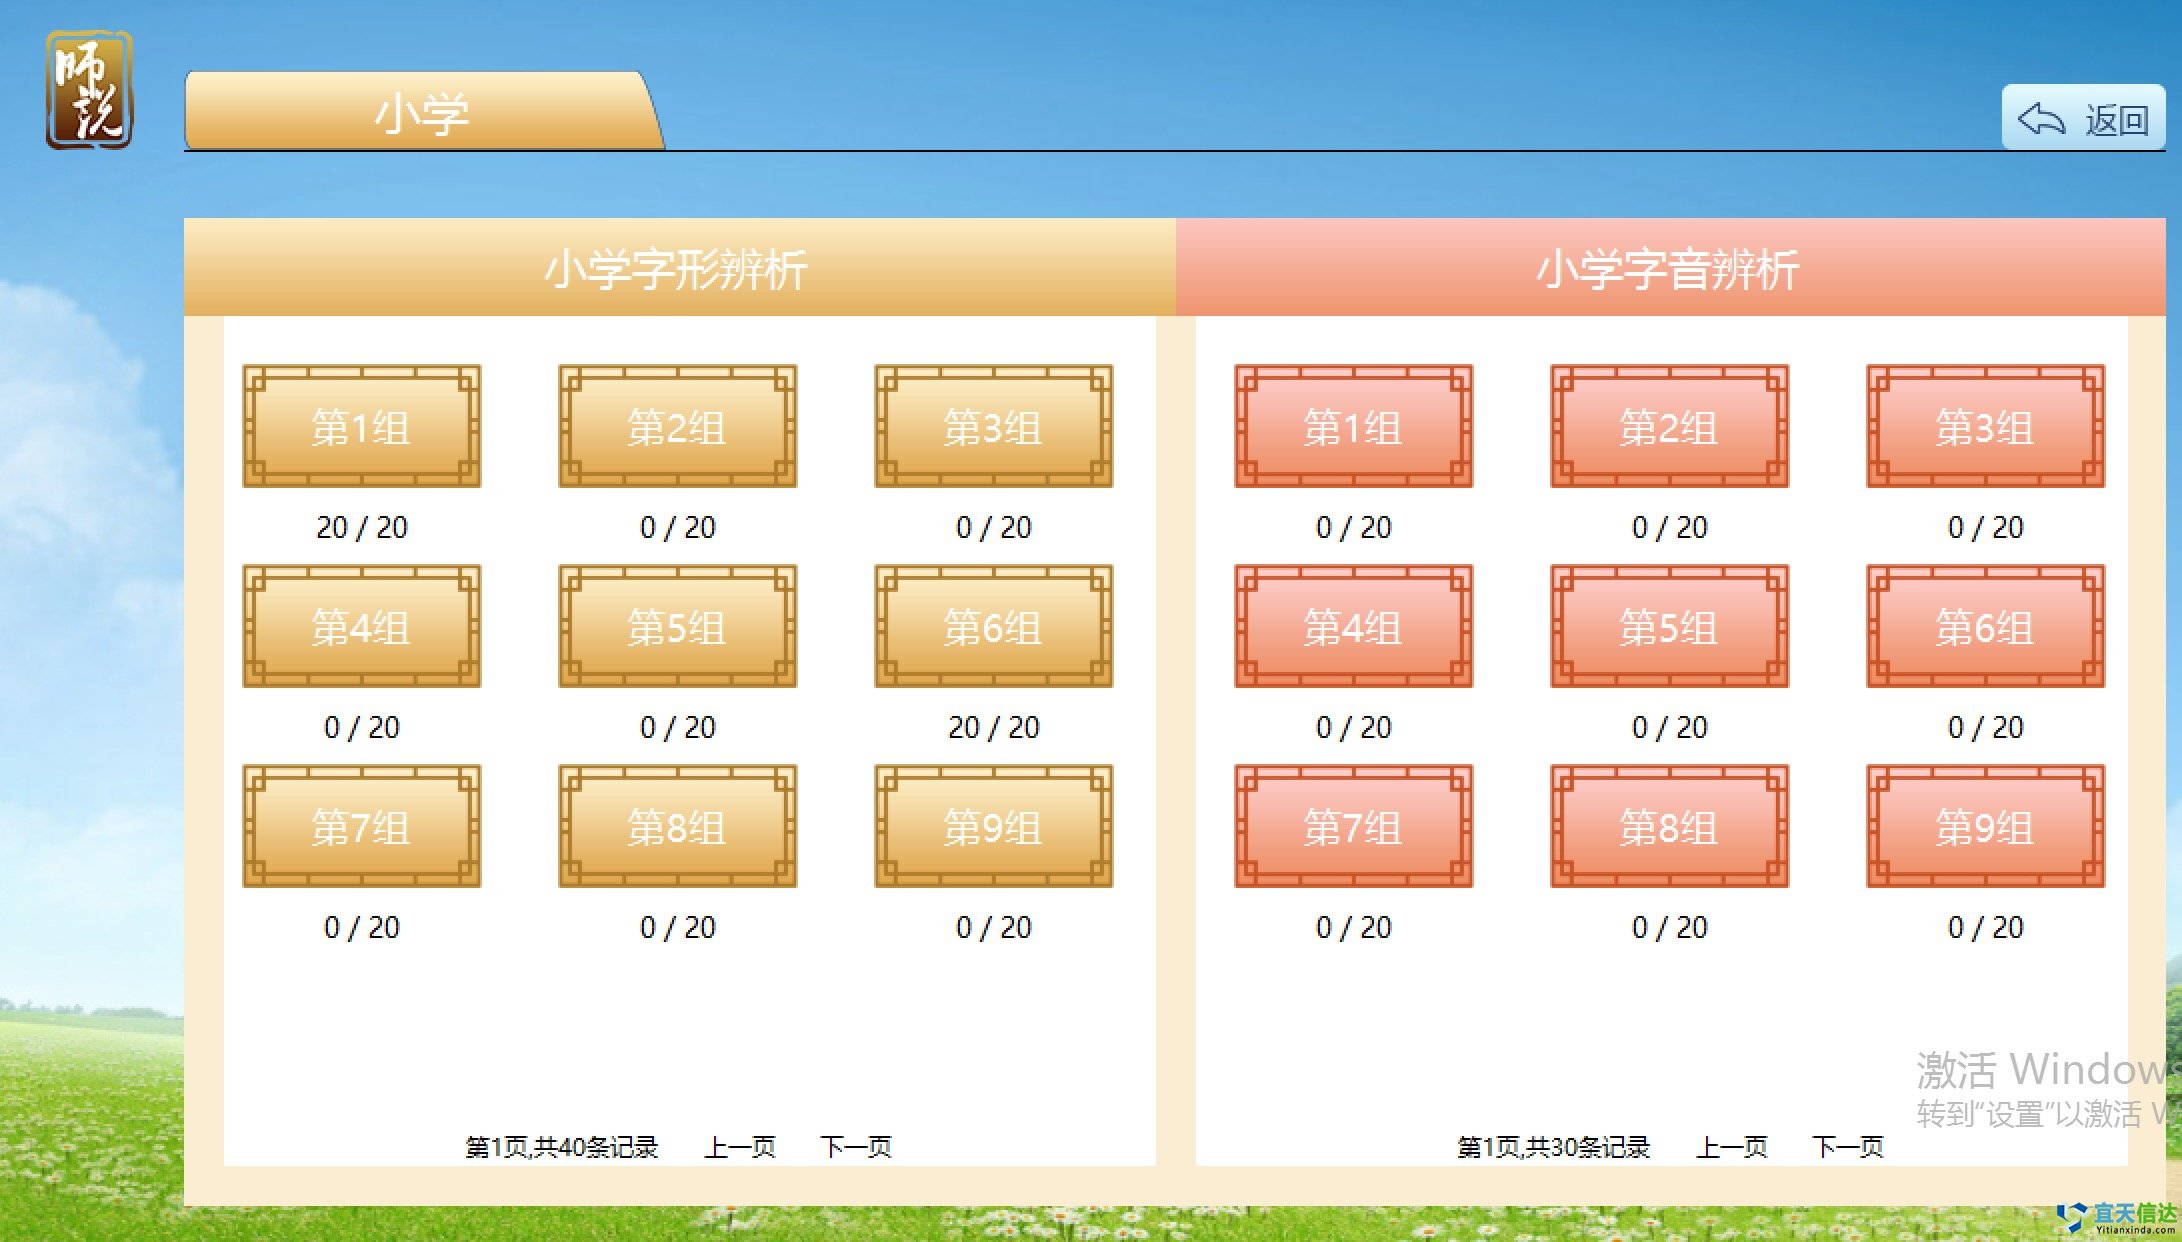 師說
小学
返回
小学字形辨析
小学字音辨析
第1组
第2组
第3组
20 / 20
0 / 20
0 / 20
第4组
第5组
第6组
0 / 20
0 / 20
20 / 20
第7组
第8组
第9组
0 / 20
0 / 20
0 / 20
第1页,共40条记录 上一页 下一页
第1组
第2组
第3组
0 / 20
0 / 20
0 / 20
第4组
第5组
第6组
0 / 20
0 / 20
0 / 20
第7组
第8组
第9组
0 / 20
0 / 20
0 / 20
第1页,共30条记录 上一页 下一页
激活 Windows
转到“设置”以激活 W
宜天信达
Yitianxinda.com